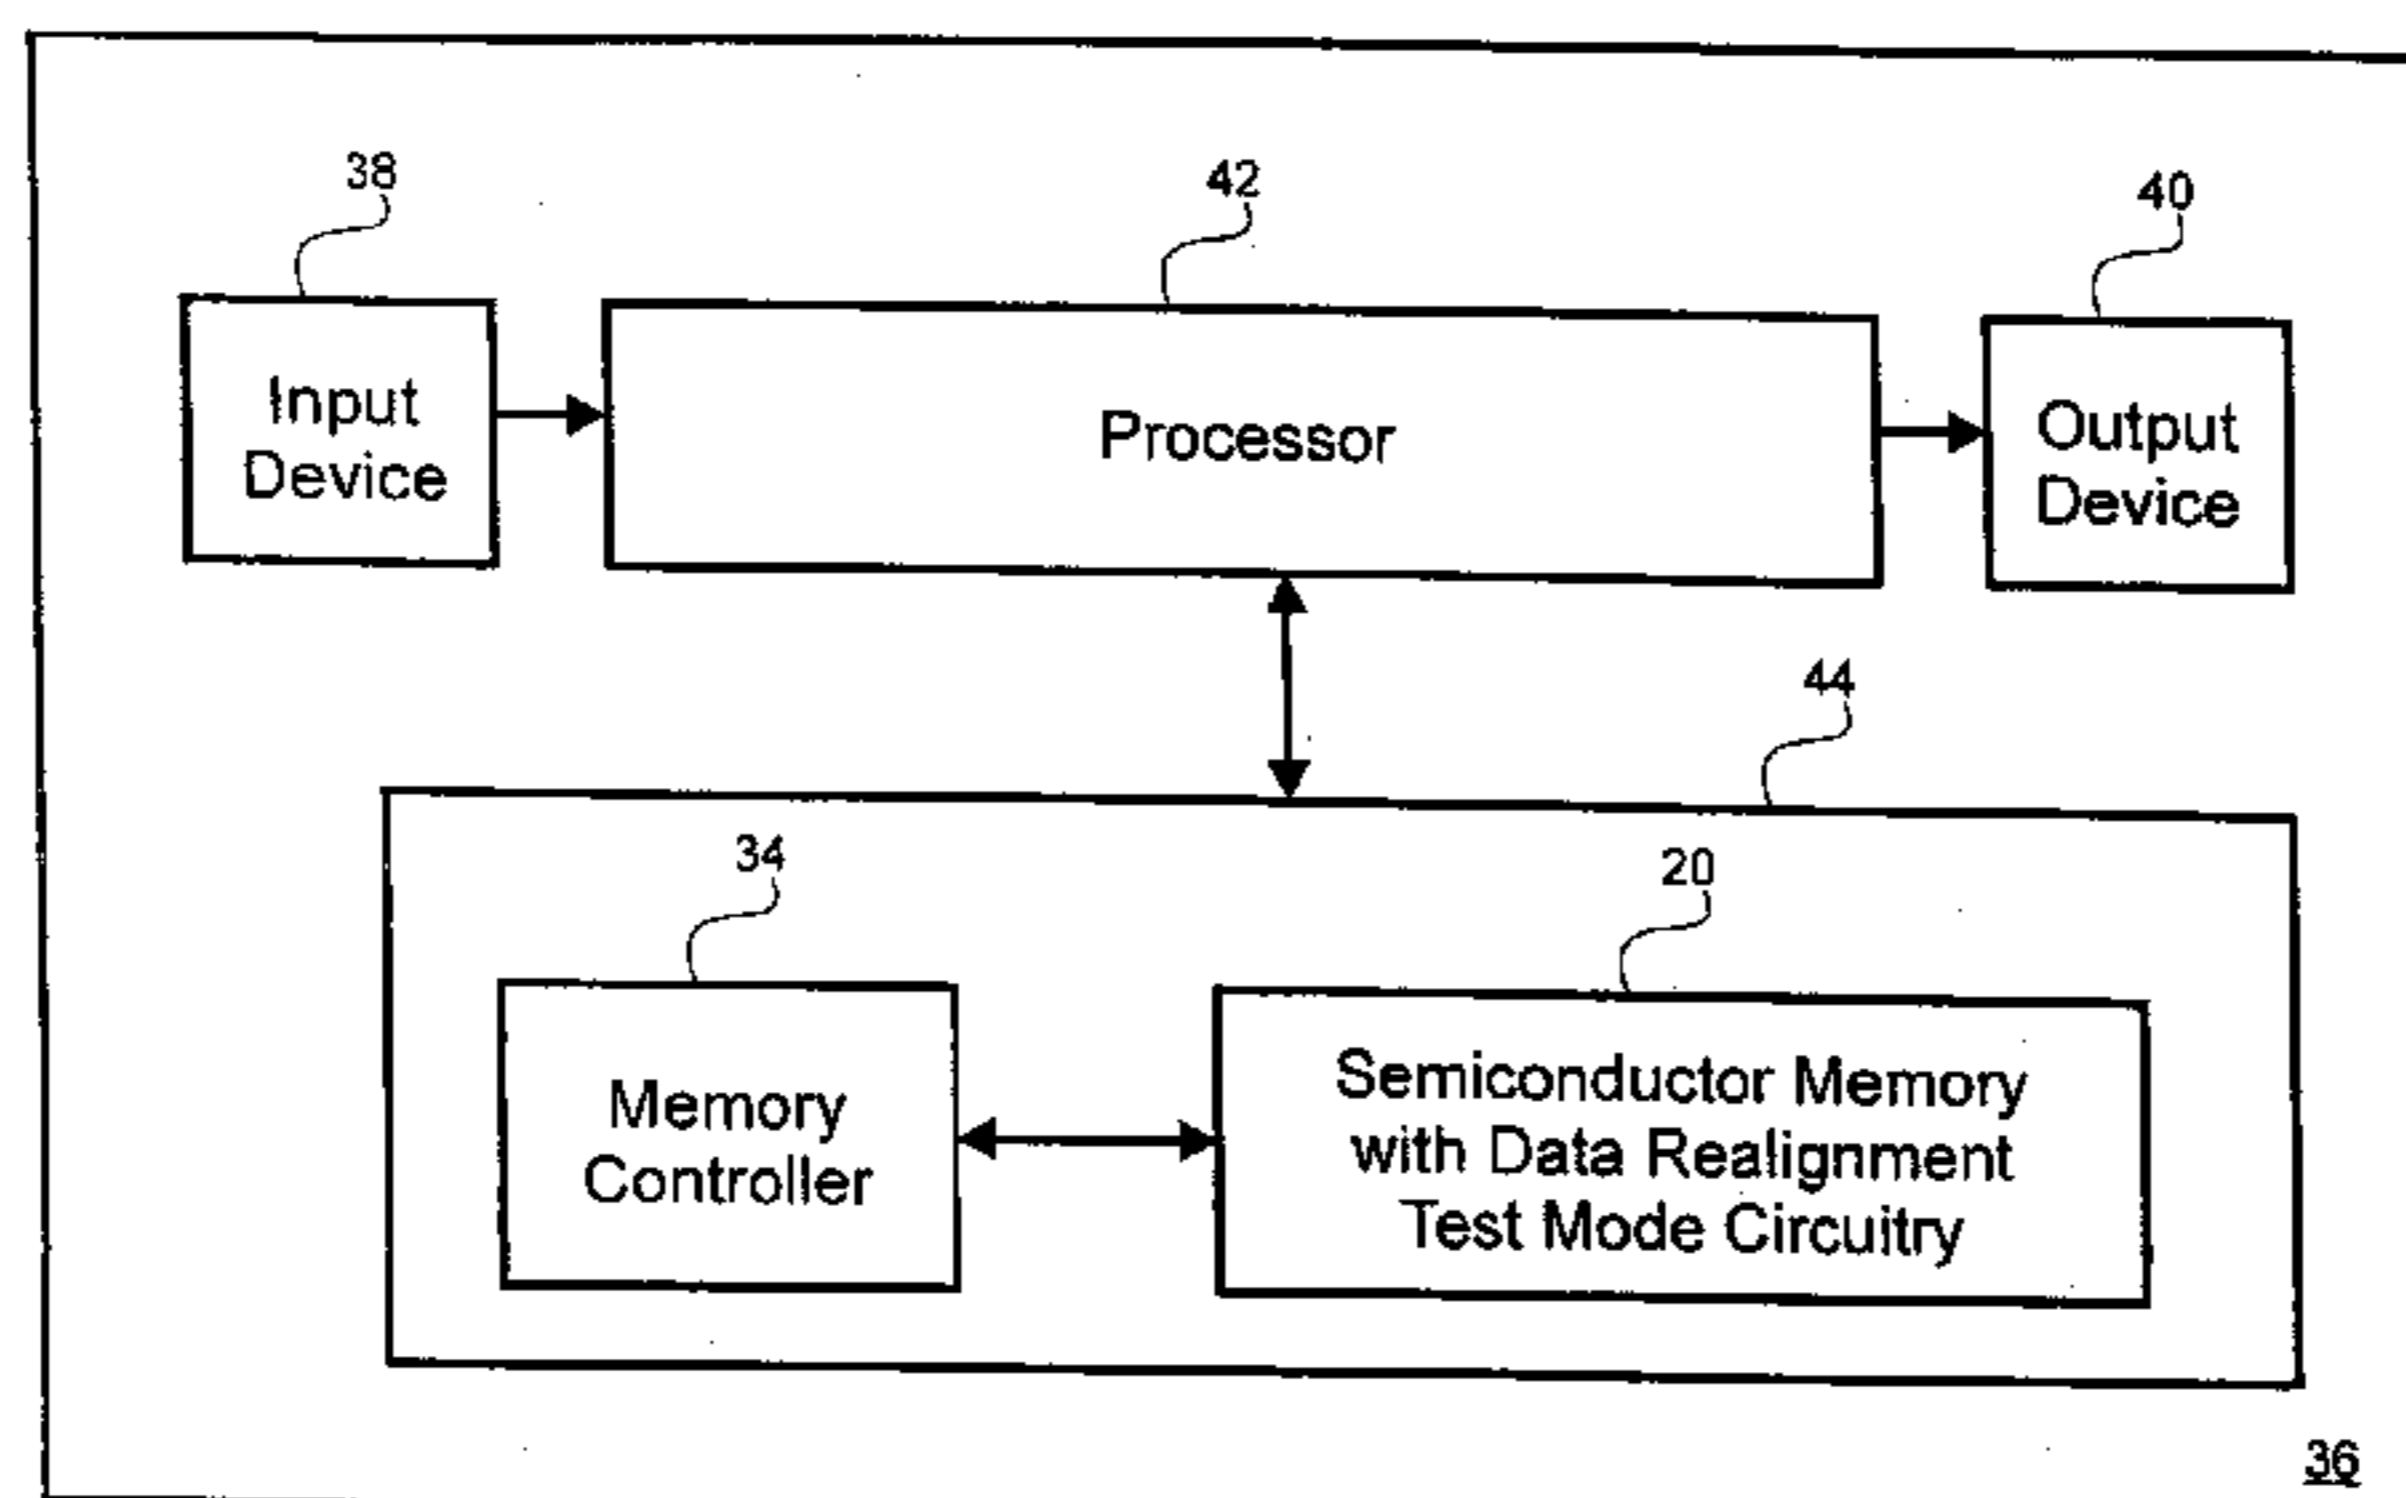 38
42
40
Input
Device
Processor
Output
Device
44
34
20
Memory
Controller
Semiconductor Memory
with Data Realignment
Test Mode Circuitry
36